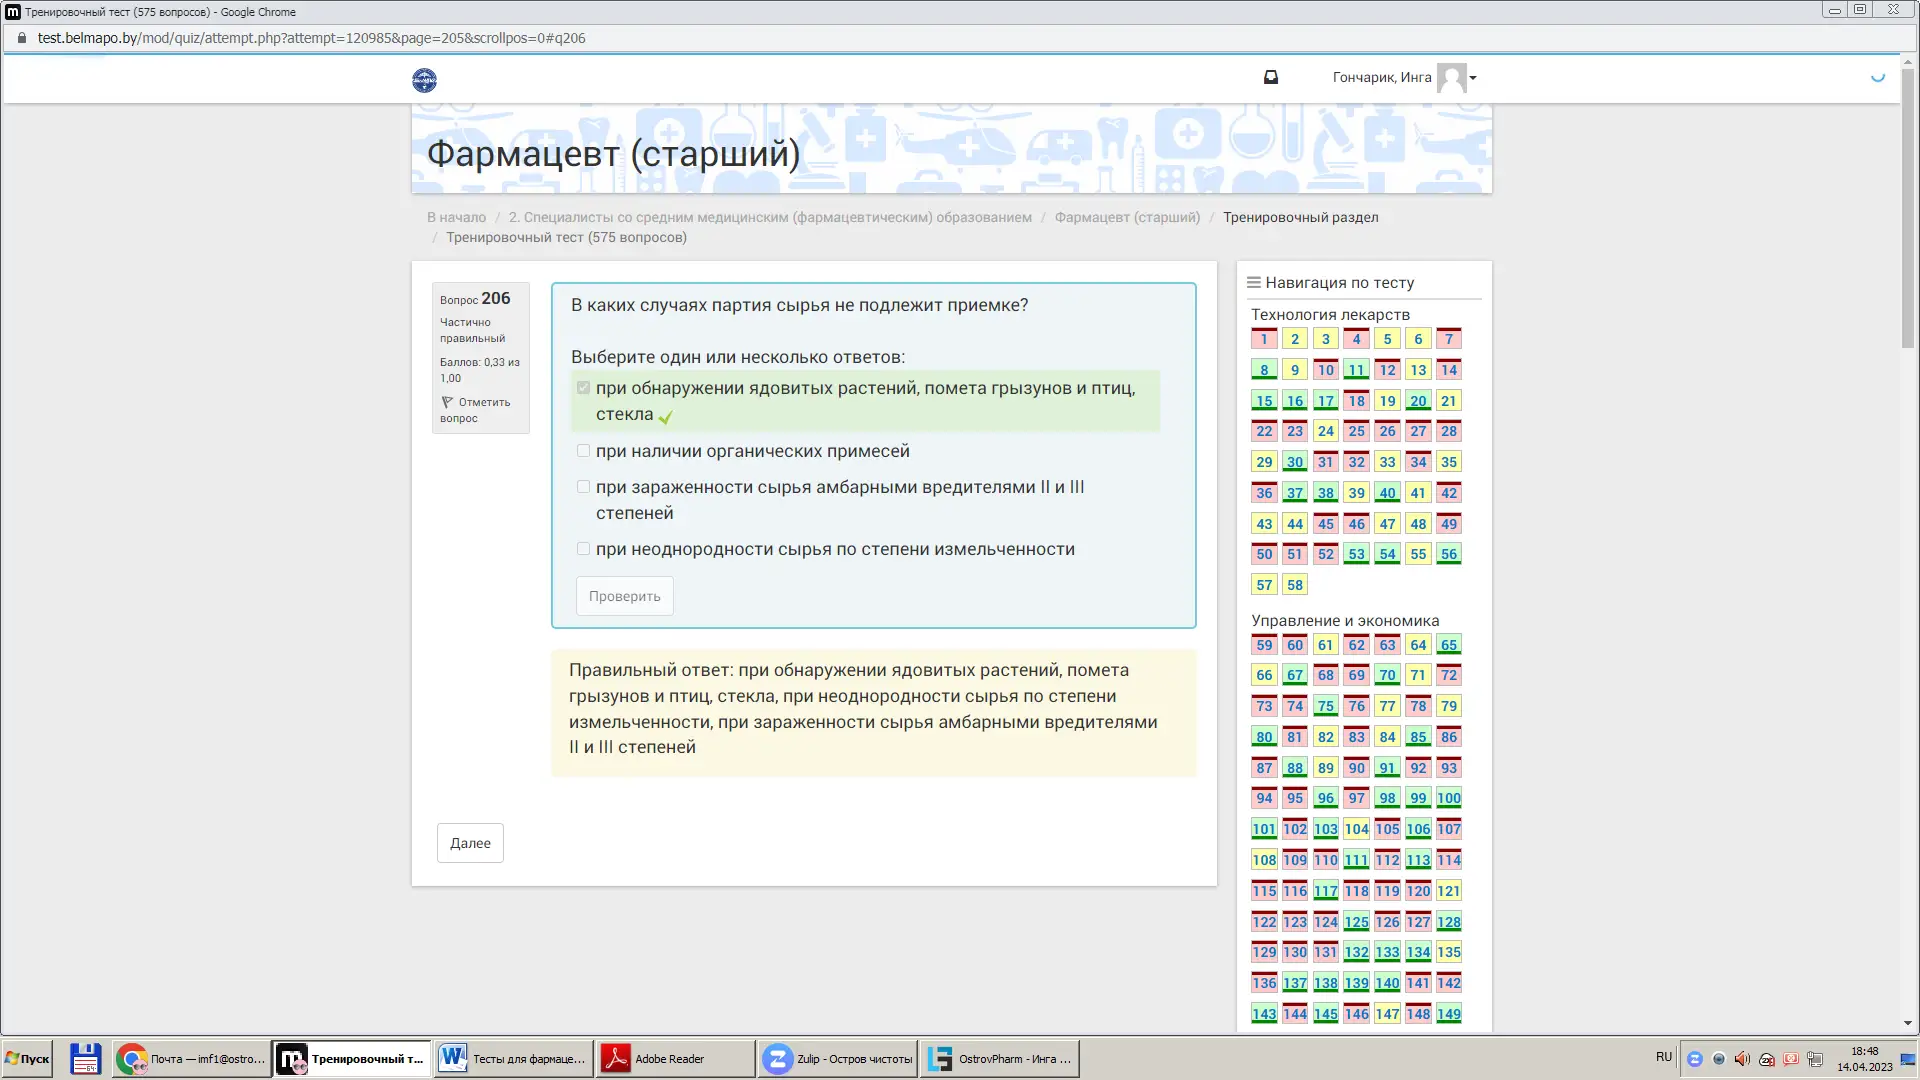 Тренировочный тест (575 вопросов) - Google Chrome
test.belmapo.by/mod/quiz/attempt.php?attempt=120985&page=205&scrollpos=0#q206
Гончарик, Инга
Фармацевт (старший)
В начало / 2. Специалисты со средним медицинским (фармацевтическим) образованием / Фармацевт (старший) / Тренировочный раздел
/ Тренировочный тест (575 вопросов)
Вопрос 206
Частично
правильный
Баллов: 0,33 из
1,00
Отметить
вопрос
В каких случаях партия сырья не подлежит приемке?
Выберите один или несколько ответов:
при обнаружении ядовитых растений, помета грызунов и птиц,
стекла
при наличии органических примесей
при зараженности сырья амбарными вредителями II и III
степеней
при неоднородности сырья по степени измельченности
Проверить
Правильный ответ: при обнаружении ядовитых растений, помета
грызунов и птиц, стекла, при неоднородности сырья по степени
измельченности, при зараженности сырья амбарными вредителями
II и III степеней
Далее
Навигация по тесту
Технология лекарств
1 2 3 4 5 6 7
8 9 10 11 12 13 14
15 16 17 18 19 20 21
22 23 24 25 26 27 28
29 30 31 32 33 34 35
36 37 38 39 40 41 42
43 44 45 46 47 48 49
50 51 52 53 54 55 56
57 58
Управление и экономика
59 60 61 62 63 64 65
66 67 68 69 70 71 72
73 74 75 76 77 78 79
80 81 82 83 84 85 86
87 88 89 90 91 92 93
94 95 96 97 98 99 100
101 102 103 104 105 106 107
108 109 110 111 112 113 114
115 116 117 118 119 120 121
122 123 124 125 126 127 128
129 130 131 132 133 134 135
136 137 138 139 140 141 142
143 144 145 146 147 148 149
Пуск
Почта — imf1@ostro...
Тренировочный т...
Тесты для фармаце...
Adobe Reader
Zulip - Остров чистоты
OstrovPharm - Инга ...
RU
18:48
14.04.2023